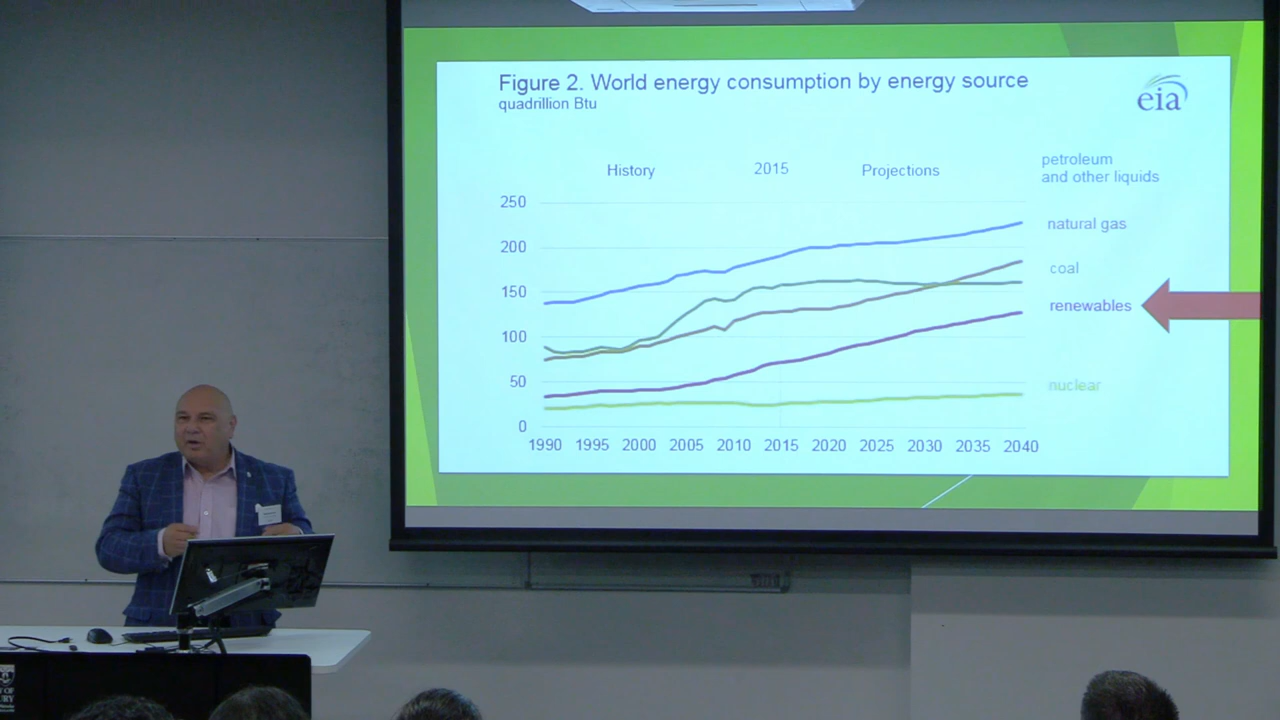 Figure 2. World energy consumption by energy source
quadrillion Btu
eia
History 2015 Projections
petroleum
and other liquids
250
natural gas
200
coal
150
renewables
100
nuclear
50
0
1990 1995 2000 2005 2010 2015 2020 2025 2030 2035 2040